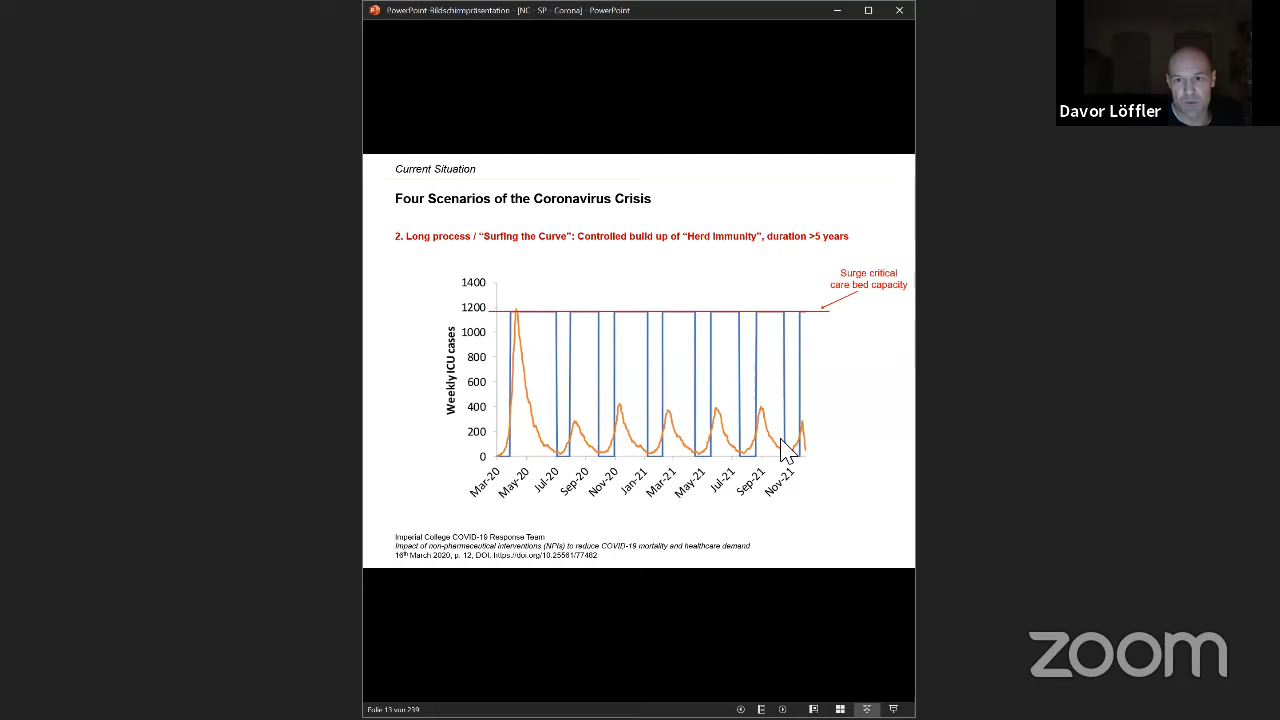 PowerPoint-Bildschirmpräsentation - [NC - SP - Corona] - PowerPoint
Davor Löffler
Current Situation
Four Scenarios of the Coronavirus Crisis
2. Long process / “Surfing the Curve”: Controlled build up of “Herd Immunity”, duration >5 years
Surge critical
care bed capacity
Weekly ICU cases
1400
1200
1000
800
600
400
200
0
Mar-20
May-20
Jul-20
Sep-20
Nov-20
Jan-21
Mar-21
May-21
Jul-21
Sep-21
Nov-21
Imperial College COVID-19 Response Team
Impact of non-pharmaceutical interventions (NPIs) to reduce COVID-19 mortality and healthcare demand
16th March 2020, p. 12, DOI: https://doi.org/10.25561/77482
zoom
Folie 13 von 239